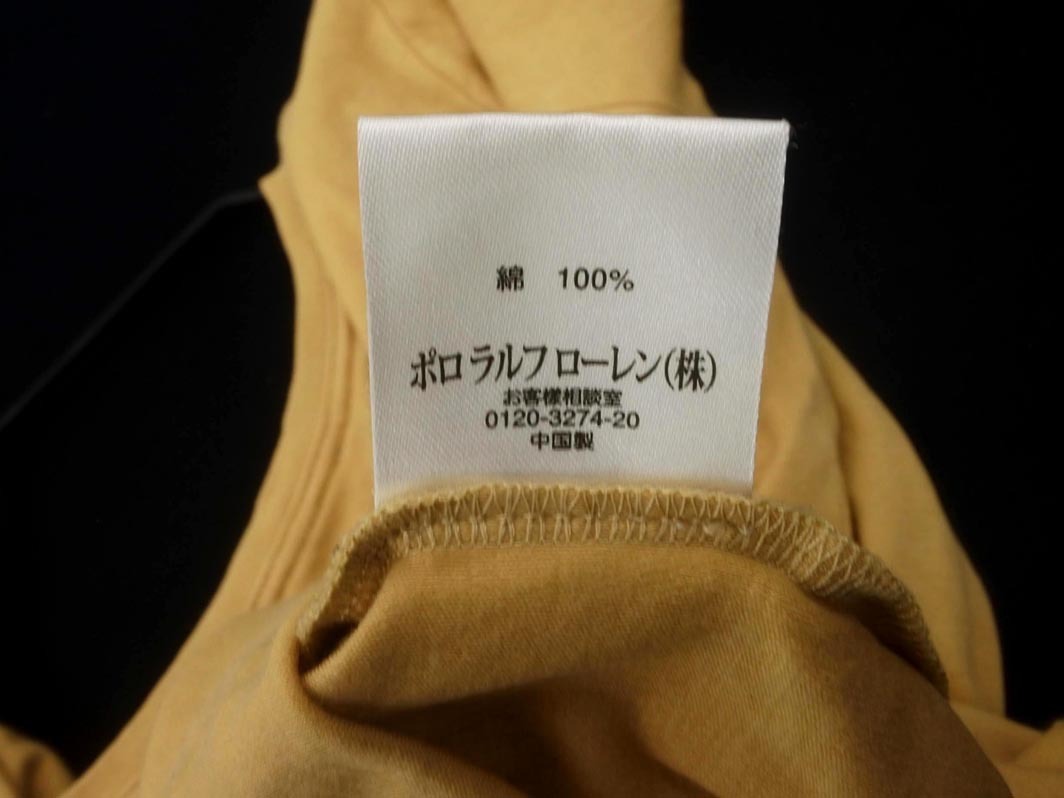 綿　100%
ポロ ラルフ ローレン(株)
お客様相談室
0120-3274-20
中国製